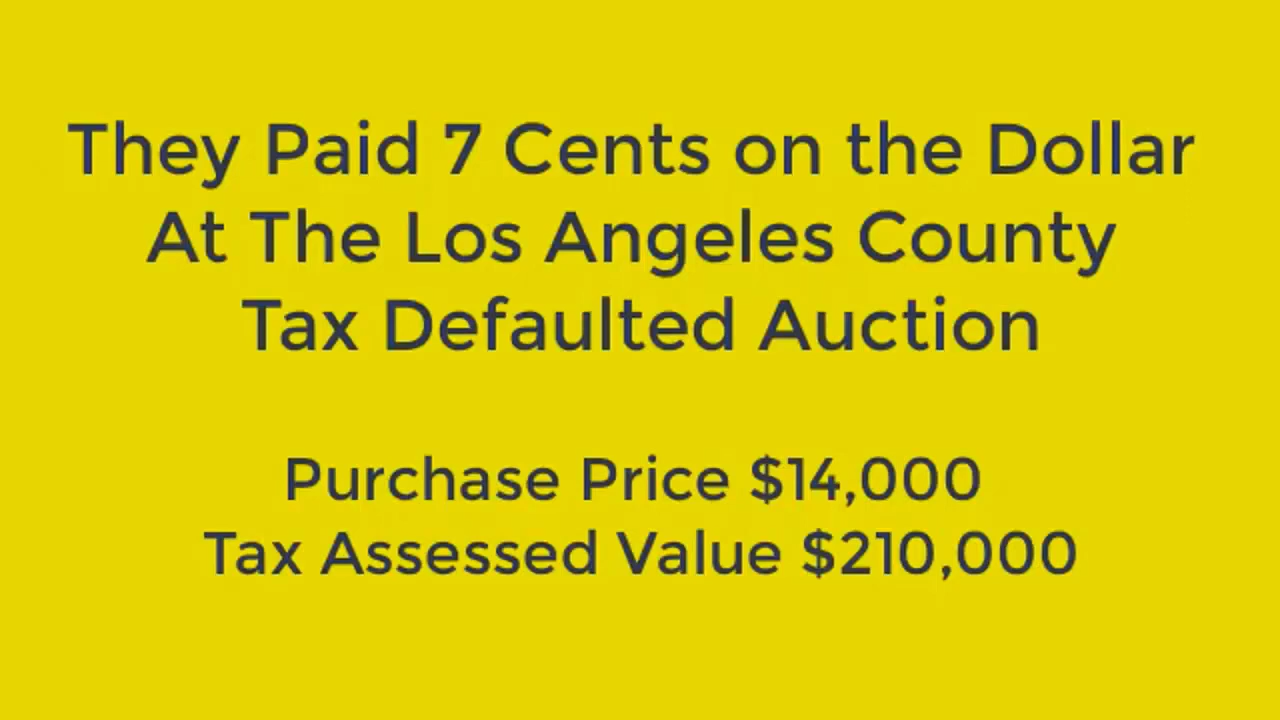 They Paid 7 Cents on the Dollar
At The Los Angeles County
Tax Defaulted Auction
Purchase Price $14,000
Tax Assessed Value $210,000